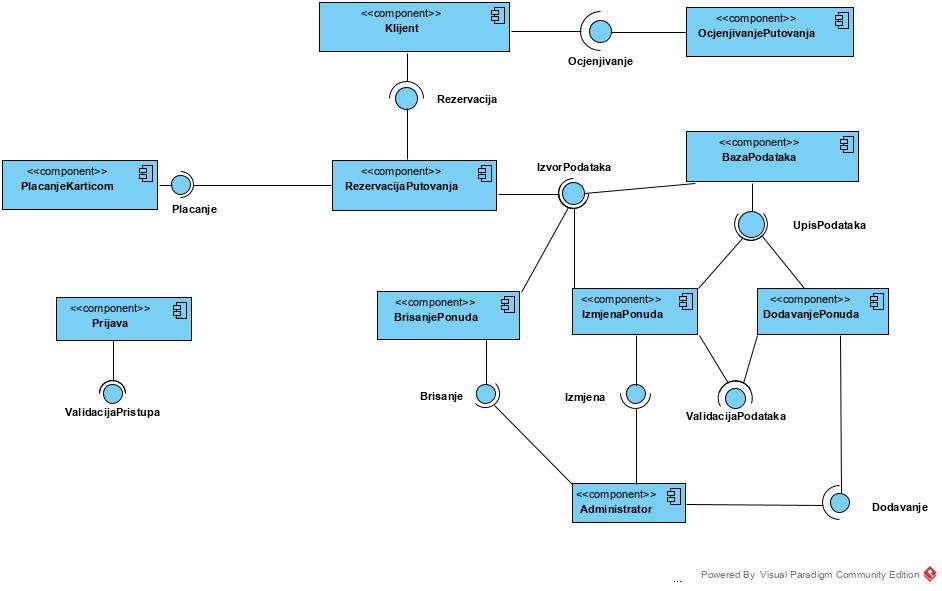 <<component>>
Klijent
<<component>>
OcjenjivanjePutovanja
Ocjenjivanje
Rezervacija
<<component>>
BazaPodataka
<<component>>
PlacanjeKarticom
<<component>>
RezervacijaPutovanja
IzvorPodataka
Placanje
UpisPodataka
<<component>>
Prijava
<<component>>
BrisanjePonuda
<<component>>
IzmjenaPonuda
<<component>>
DodavanjePonuda
ValidacijaPristupa
Brisanje
Izmjena
ValidacijaPodataka
<<component>>
Administrator
Dodavanje
...
Powered By Visual Paradigm Community Edition